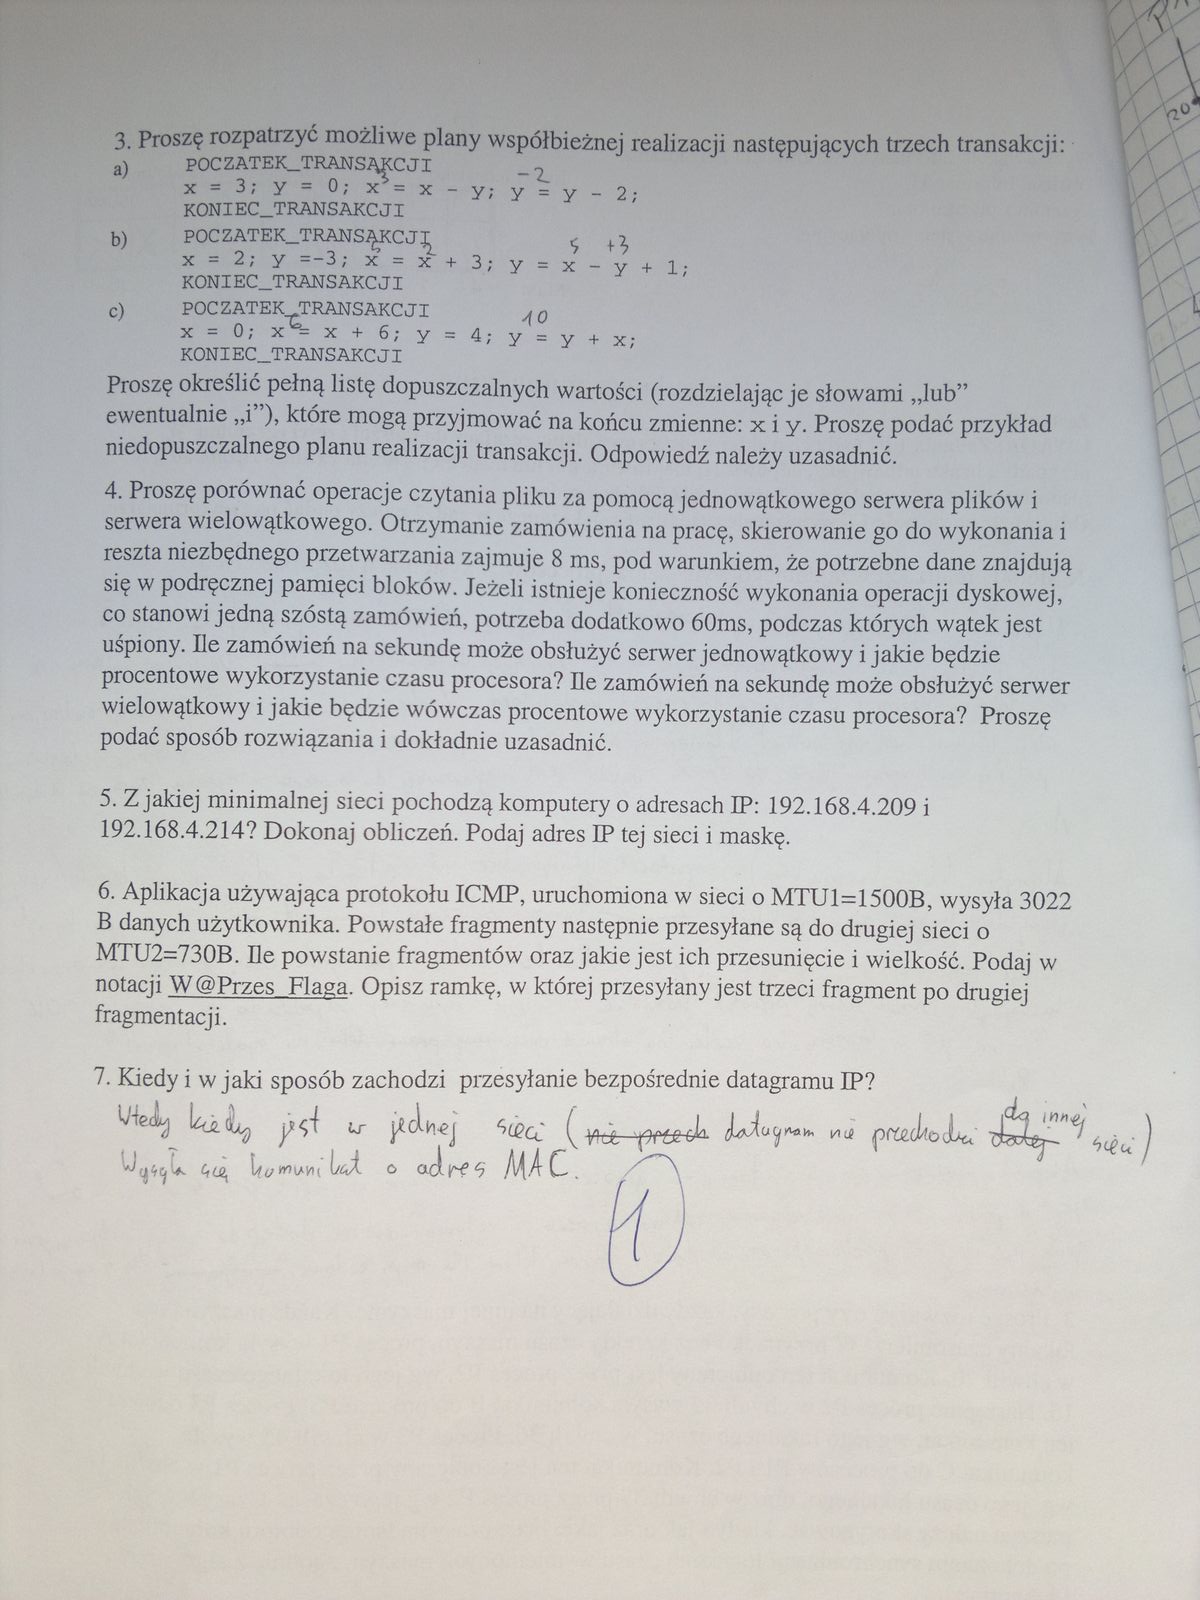 3. Proszę rozpatrzyć możliwe plany współbieżnej realizacji następujących trzech transakcji:
a) POCZATEK_TRANSAKCJI
3 -2
x = 3; y = 0; x = x - y; y = y - 2;
KONIEC_TRANSAKCJI
b) POCZATEK_TRANSAKCJI
5 2 5 +3
x = 2; y =-3; x = x + 3; y = x - y + 1;
KONIEC_TRANSAKCJI
c) POCZATEK_TRANSAKCJI
6 10
x = 0; x = x + 6; y = 4; y = y + x;
KONIEC_TRANSAKCJI
Proszę określić pełną listę dopuszczalnych wartości (rozdzielając je słowami „lub”
ewentualnie „i”), które mogą przyjmować na końcu zmienne: x i y. Proszę podać przykład
niedopuszczalnego planu realizacji transakcji. Odpowiedź należy uzasadnić.
4. Proszę porównać operacje czytania pliku za pomocą jednowątkowego serwera plików i
serwera wielowątkowego. Otrzymanie zamówienia na pracę, skierowanie go do wykonania i
reszta niezbędnego przetwarzania zajmuje 8 ms, pod warunkiem, że potrzebne dane znajdują
się w podręcznej pamięci bloków. Jeżeli istnieje konieczność wykonania operacji dyskowej,
co stanowi jedną szóstą zamówień, potrzeba dodatkowo 60ms, podczas których wątek jest
uśpiony. Ile zamówień na sekundę może obsłużyć serwer jednowątkowy i jakie będzie
procentowe wykorzystanie czasu procesora? Ile zamówień na sekundę może obsłużyć serwer
wielowątkowy i jakie będzie wówczas procentowe wykorzystanie czasu procesora? Proszę
podać sposób rozwiązania i dokładnie uzasadnić.
5. Z jakiej minimalnej sieci pochodzą komputery o adresach IP: 192.168.4.209 i
192.168.4.214? Dokonaj obliczeń. Podaj adres IP tej sieci i maskę.
6. Aplikacja używająca protokołu ICMP, uruchomiona w sieci o MTU1=1500B, wysyła 3022
B danych użytkownika. Powstałe fragmenty następnie przesyłane są do drugiej sieci o
MTU2=730B. Ile powstanie fragmentów oraz jakie jest ich przesunięcie i wielkość. Podaj w
notacji W@Przes_Flaga. Opisz ramkę, w której przesyłany jest trzeci fragment po drugiej
fragmentacji.
7. Kiedy i w jaki sposób zachodzi przesyłanie bezpośrednie datagramu IP?
Wtedy kiedy jest w jednej sieci (nie przech datagram nie przechodzi dalej do innej sieci)
Wysyła się komunikat o adres MAC.
1
20